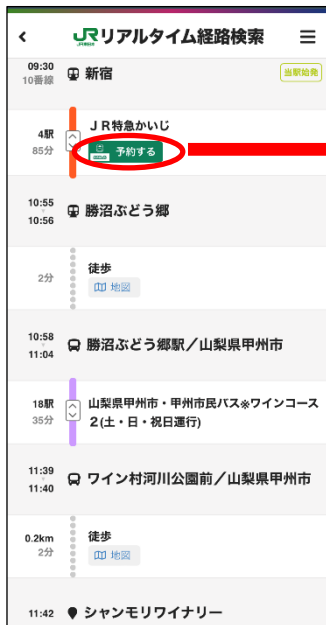 JRリアルタイム経路検索
09:30
10番線
新宿
当駅始発
4駅
85分
JR特急かいじ
予約する
10:55
10:56
勝沼ぶどう郷
2分
徒歩
地図
10:58
11:04
勝沼ぶどう郷駅/山梨県甲州市
18駅
35分
山梨県甲州市・甲州市民バス※ワインコース
2(土・日・祝日運行)
11:39
11:40
ワイン村河川公園前/山梨県甲州市
0.2km
2分
徒歩
地図
11:42
シャンモリワイナリー